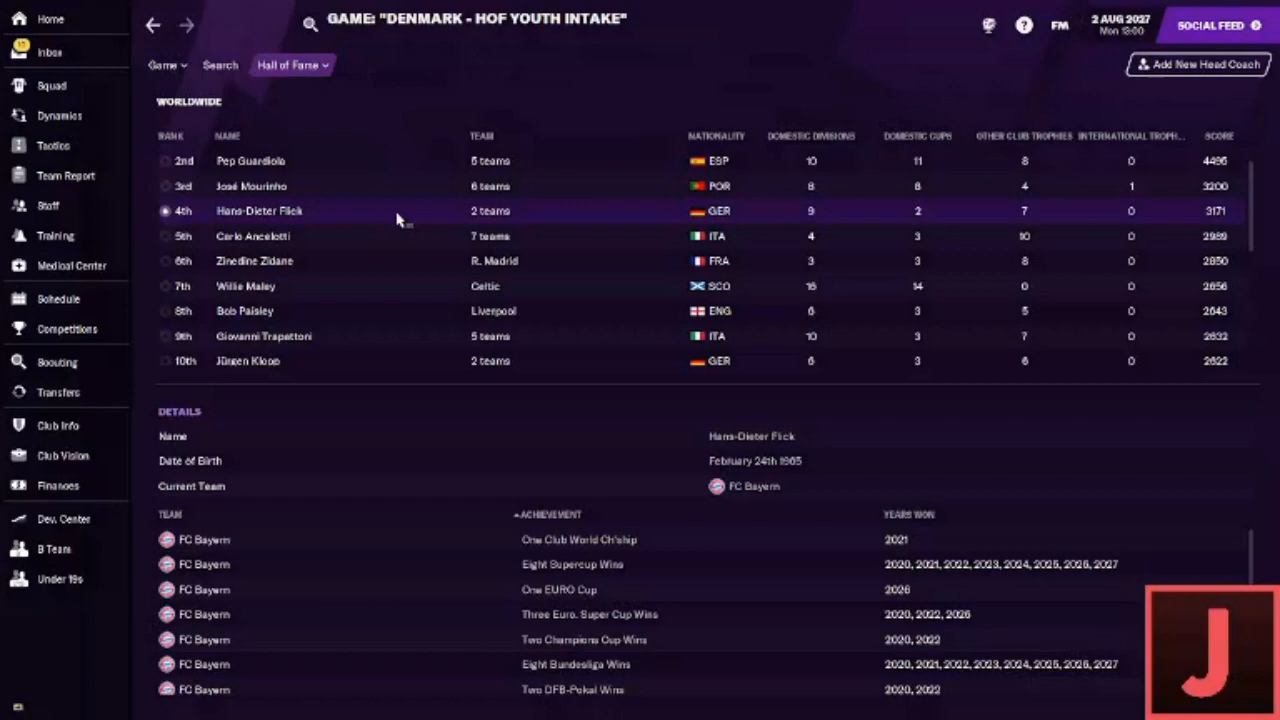 Home
GAME: "DENMARK - HOF YOUTH INTAKE"
FM
2 AUG 2027
Mon 13:00
SOCIAL FEED
Inbox
Game
Search
Hall of Fame
Add New Head Coach
Squad
Dynamics
Tactics
Team Report
Staff
Training
Medical Center
Schedule
Competitions
Scouting
Transfers
Club Info
Club Vision
Finances
Dev. Center
B Team
Under 19s
WORLDWIDE
RANK NAME TEAM NATIONALITY DOMESTIC DIVISIONS DOMESTIC CUPS OTHER CLUB TROPHIES INTERNATIONAL TROPH... SCORE
2nd Pep Guardiola 5 teams ESP 10 11 8 0 4495
3rd José Mourinho 6 teams POR 8 8 4 1 3200
4th Hans-Dieter Flick 2 teams GER 9 2 7 0 3171
5th Carlo Ancelotti 7 teams ITA 4 3 10 0 2989
6th Zinedine Zidane R. Madrid FRA 3 3 8 0 2850
7th Willie Maley Celtic SCO 16 14 0 0 2656
8th Bob Paisley Liverpool ENG 6 3 5 0 2643
9th Giovanni Trapattoni 5 teams ITA 10 3 7 0 2632
10th Jürgen Klopp 2 teams GER 6 3 6 0 2622
DETAILS
Name Hans-Dieter Flick
Date of Birth February 24th 1965
Current Team FC Bayern
TEAM ACHIEVEMENT YEARS WON
FC Bayern One Club World Ch'ship 2021
FC Bayern Eight Supercup Wins 2020, 2021, 2022, 2023, 2024, 2025, 2026, 2027
FC Bayern One EURO Cup 2026
FC Bayern Three Euro. Super Cup Wins 2020, 2022, 2026
FC Bayern Two Champions Cup Wins 2020, 2022
FC Bayern Eight Bundesliga Wins 2020, 2021, 2022, 2023, 2024, 2025, 2026, 2027
FC Bayern Two DFB-Pokal Wins 2020, 2022
J